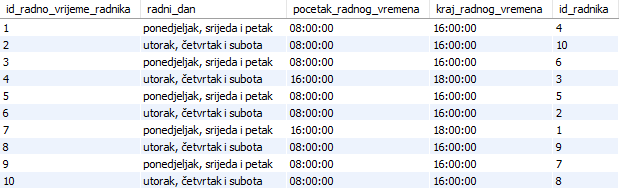 id_radno_vrijeme_radnika radni_dan pocetak_radnog_vremena kraj_radnog_vremena id_radnika
1 ponedjeljak, srijeda i petak 08:00:00 16:00:00 4
2 utorak, četvrtak i subota 08:00:00 16:00:00 10
3 ponedjeljak, srijeda i petak 08:00:00 16:00:00 6
4 utorak, četvrtak i subota 16:00:00 18:00:00 3
5 ponedjeljak, srijeda i petak 08:00:00 16:00:00 5
6 utorak, četvrtak i subota 08:00:00 16:00:00 2
7 ponedjeljak, srijeda i petak 16:00:00 18:00:00 1
8 utorak, četvrtak i subota 08:00:00 16:00:00 9
9 ponedjeljak, srijeda i petak 08:00:00 16:00:00 7
10 utorak, četvrtak i subota 08:00:00 16:00:00 8